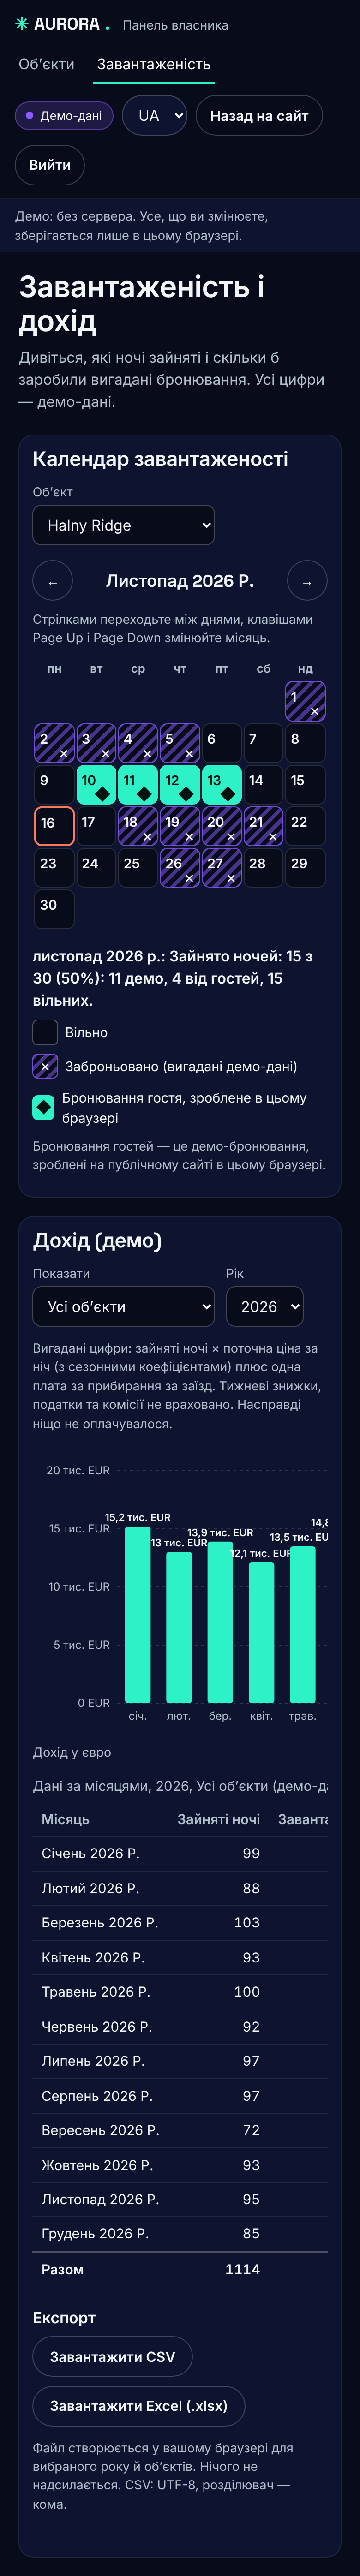 AURORA. Панель власника
Об’єкти Завантаженість
Демо-дані UA Назад на сайт
Вийти
Демо: без сервера. Усе, що ви змінюєте,
зберігається лише в цьому браузері.
Завантаженість і
дохід
Дивіться, які ночі зайняті і скільки б
заробили вигадані бронювання. Усі цифри
— демо-дані.
Календар завантаженості
Об’єкт
Halny Ridge
← Листопад 2026 Р. →
Стрілками переходьте між днями, клавішами
Page Up і Page Down змінюйте місяць.
пн вт ср чт пт сб нд
1
2 3 4 5 6 7 8
9 10 11 12 13 14 15
16 17 18 19 20 21 22
23 24 25 26 27 28 29
30
листопад 2026 р.: Зайнято ночей: 15 з
30 (50%): 11 демо, 4 від гостей, 15
вільних.
Вільно
Заброньовано (вигадані демо-дані)
Бронювання гостя, зроблене в цьому
браузері
Бронювання гостей — це демо-бронювання,
зроблені на публічному сайті в цьому браузері.
Дохід (демо)
Показати Рік
Усі об’єкти 2026
Вигадані цифри: зайняті ночі × поточна ціна за
ніч (з сезонними коефіцієнтами) плюс одна
плата за прибирання за заїзд. Тижневі знижки,
податки та комісії не враховано. Насправді
ніщо не оплачувалося.
20 тис. EUR
15 тис. EUR
10 тис. EUR
5 тис. EUR
0 EUR
15,2 тис. EUR
13 тис. EUR
13,9 тис. EUR
12,1 тис. EUR
13,5 тис. EU
14,8
січ. лют. бер. квіт. трав.
Дохід у євро
Дані за місяцями, 2026, Усі об’єкти (демо-да
Місяць Зайняті ночі Заванта
Січень 2026 Р. 99
Лютий 2026 Р. 88
Березень 2026 Р. 103
Квітень 2026 Р. 93
Травень 2026 Р. 100
Червень 2026 Р. 92
Липень 2026 Р. 97
Серпень 2026 Р. 97
Вересень 2026 Р. 72
Жовтень 2026 Р. 93
Листопад 2026 Р. 95
Грудень 2026 Р. 85
Разом 1114
Експорт
Завантажити CSV
Завантажити Excel (.xlsx)
Файл створюється у вашому браузері для
вибраного року й об’єктів. Нічого не
надсилається. CSV: UTF-8, розділювач —
кома.